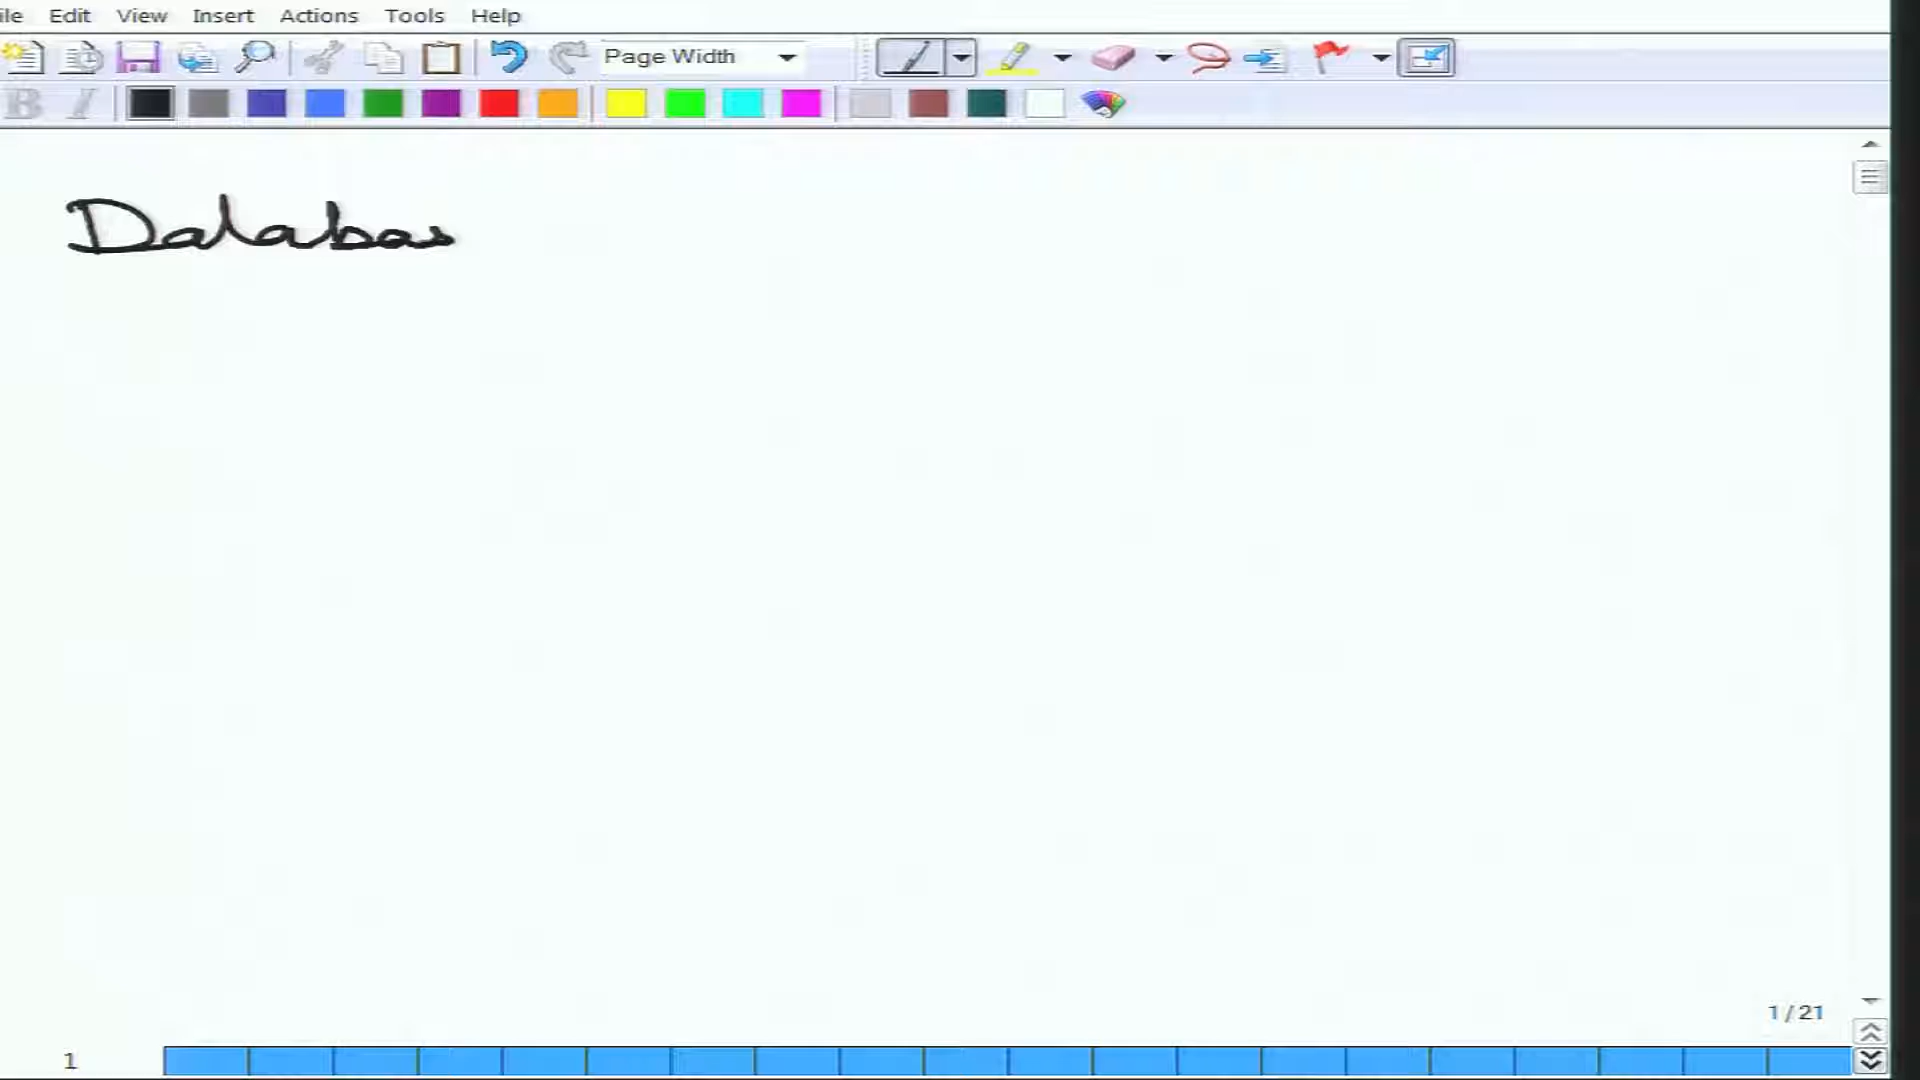 ile Edit View Insert Actions Tools Help
Page Width
B I
Databas
1 / 21
1